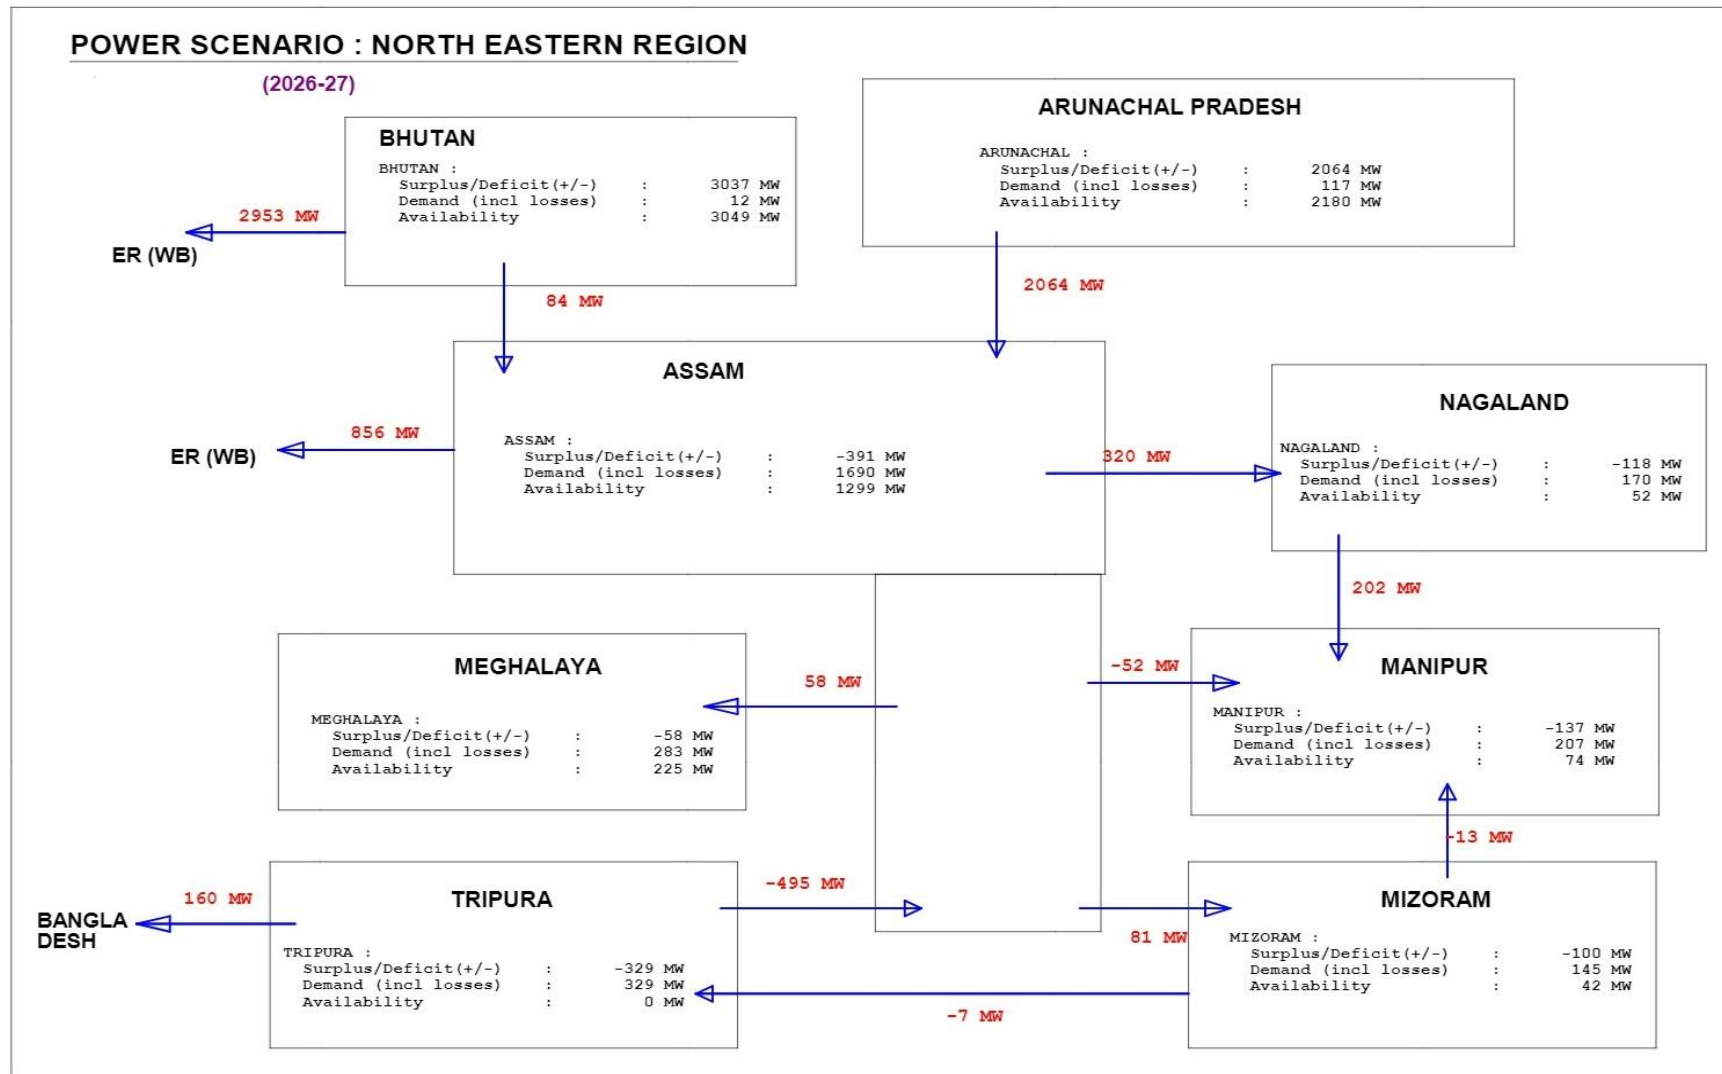 POWER SCENARIO : NORTH EASTERN REGION
(2026-27)
BHUTAN
BHUTAN :
Surplus/Deficit(+/-) : 3037 MW
Demand (incl losses) : 12 MW
Availability : 3049 MW
2953 MW
ER (WB)
84 MW
ARUNACHAL PRADESH
ARUNACHAL :
Surplus/Deficit(+/-) : 2064 MW
Demand (incl losses) : 117 MW
Availability : 2180 MW
2064 MW
ASSAM
ASSAM :
Surplus/Deficit(+/-) : -391 MW
Demand (incl losses) : 1690 MW
Availability : 1299 MW
856 MW
ER (WB)
320 MW
NAGALAND
NAGALAND :
Surplus/Deficit(+/-) : -118 MW
Demand (incl losses) : 170 MW
Availability : 52 MW
202 MW
MEGHALAYA
MEGHALAYA :
Surplus/Deficit(+/-) : -58 MW
Demand (incl losses) : 283 MW
Availability : 225 MW
58 MW
-52 MW
MANIPUR
MANIPUR :
Surplus/Deficit(+/-) : -137 MW
Demand (incl losses) : 207 MW
Availability : 74 MW
-13 MW
TRIPURA
TRIPURA :
Surplus/Deficit(+/-) : -329 MW
Demand (incl losses) : 329 MW
Availability : 0 MW
160 MW
BANGLA
DESH
-495 MW
81 MW
MIZORAM
MIZORAM :
Surplus/Deficit(+/-) : -100 MW
Demand (incl losses) : 145 MW
Availability : 42 MW
-7 MW